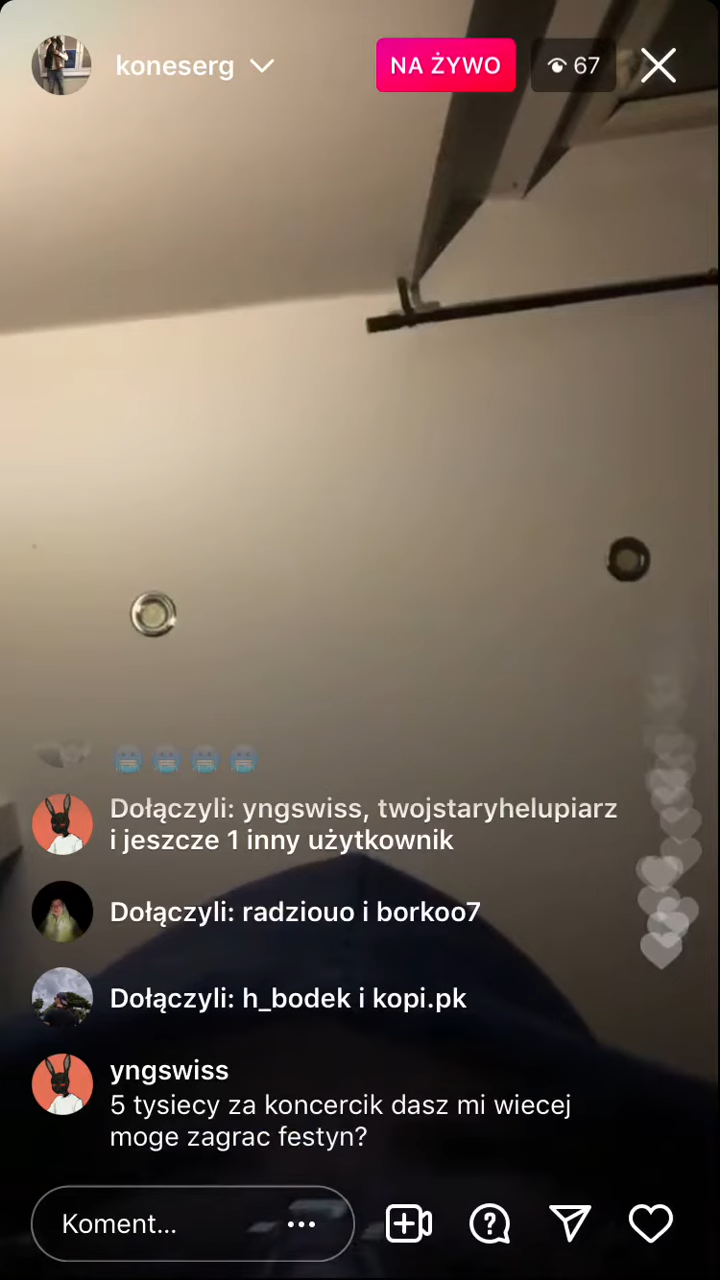 koneserg
NA ŻYWO
67
Dołączyli: yngswiss, twojstaryhelupiarz
i jeszcze 1 inny użytkownik
Dołączyli: radziouo i borkoo7
Dołączyli: h_bodek i kopi.pk
yngswiss
5 tysiecy za koncercik dasz mi wiecej
moge zagrac festyn?
Koment...